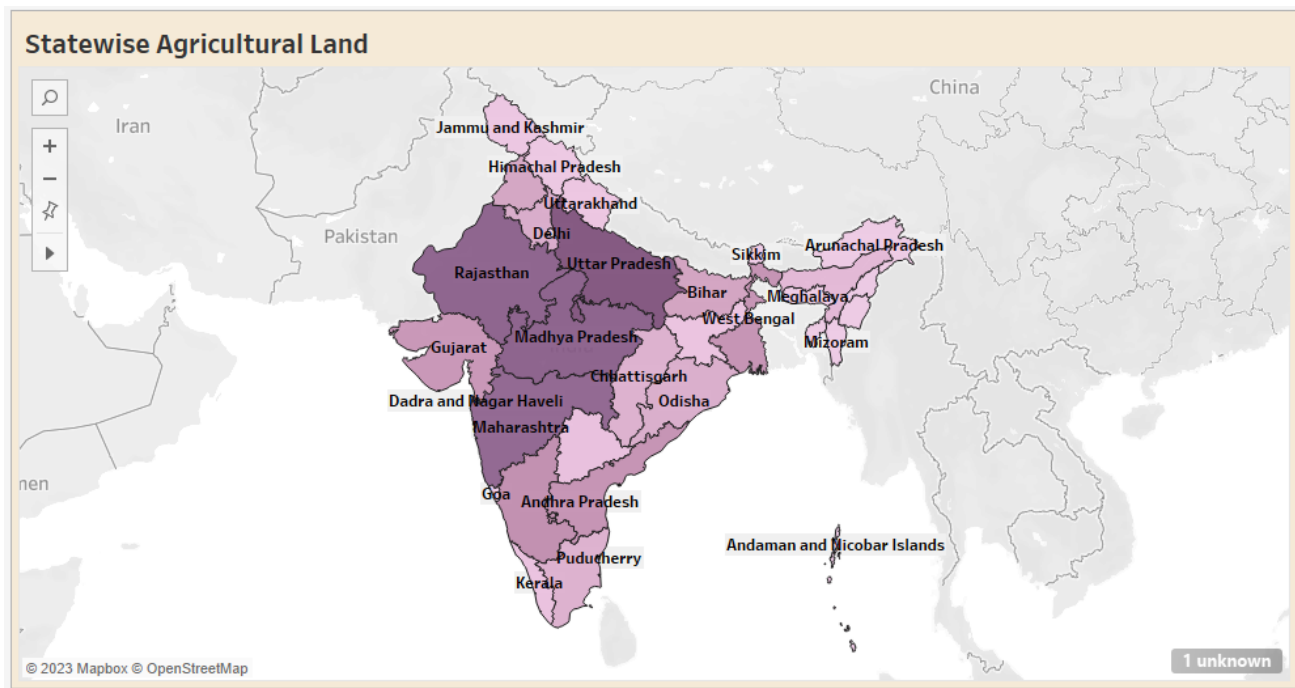 Statewise Agricultural Land
China
Iran
Jammu and Kashmir
Himachal Pradesh
Uttarakhand
Pakistan
Delhi
Arunachal Pradesh
Sikkim
Uttar Pradesh
Rajasthan
Bihar
Meghalaya
West Bengal
Madhya Pradesh
Mizoram
Gujarat
Chhattisgarh
Dadra and Nagar Haveli
Odisha
Maharashtra
men
Goa
Andhra Pradesh
Andaman and Nicobar Islands
Puducherry
Kerala
© 2023 Mapbox © OpenStreetMap
1 unknown